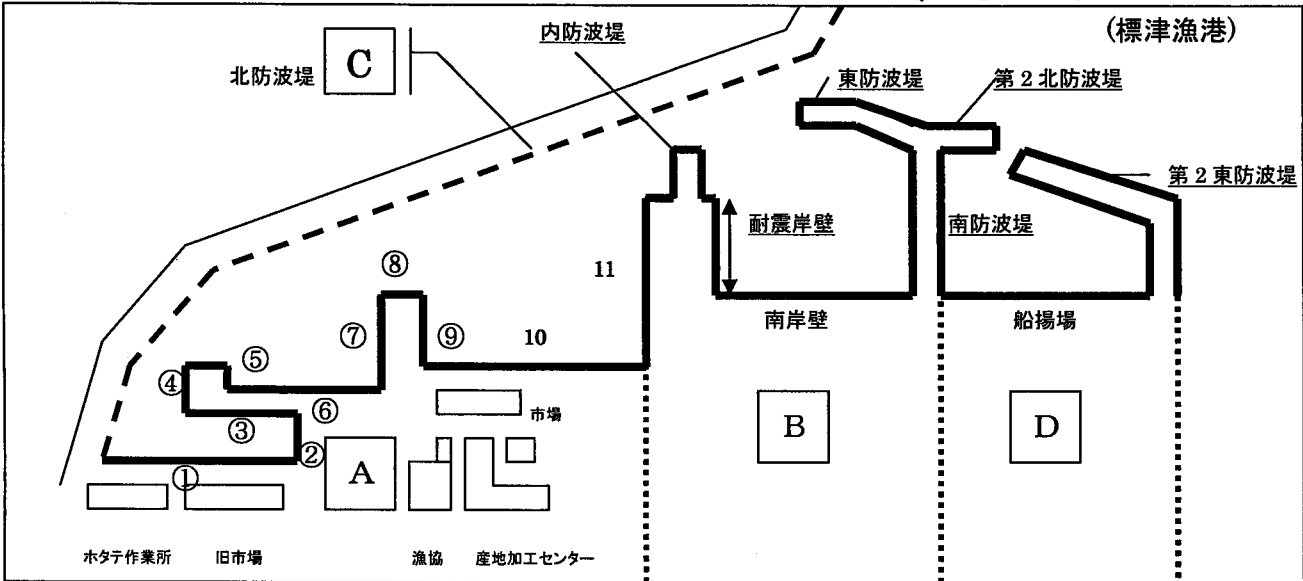 (標津漁港)
内防波堤
北防波堤
C
東防波堤
第2北防波堤
第2東防波堤
耐震岸壁
南防波堤
⑧
11
⑦
⑨
10
南岸壁
船揚場
⑤
④
⑥
③
市場
②
A
B
D
①
ホタテ作業所
旧市場
漁協
産地加工センター